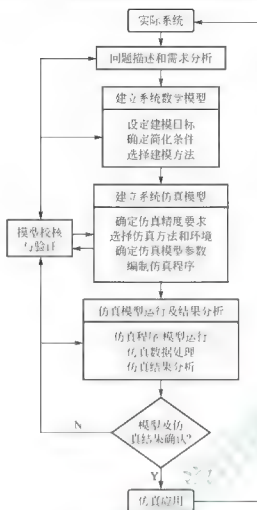 实际系统
问题描述和需求分析
建立系统数学模型
设定建模目标
确定简化条件
选择建模方法
建立系统仿真模型
确定仿真精度要求
选择仿真方法和环境
确定仿真模型参数
编制仿真程序
模型校核
与验证
仿真模型运行及结果分析
仿真程序/模型运行
仿真数据处理
仿真结果分析
N
模型及仿
真结果确认?
Y
仿真应用